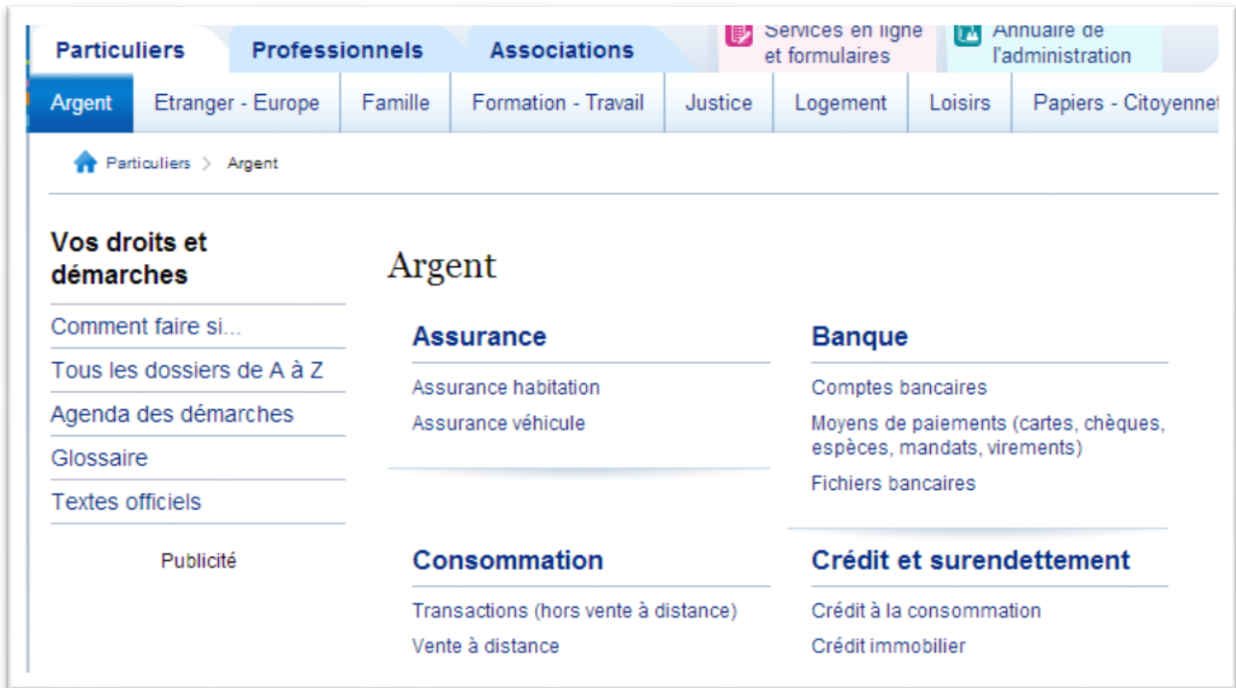 Particuliers Professionnels Associations
Services en ligne
et formulaires
Annuaire de
l'administration
Argent Etranger - Europe Famille Formation - Travail Justice Logement Loisirs Papiers - Citoyennet
Particuliers > Argent
Vos droits et
démarches
Comment faire si...
Tous les dossiers de A à Z
Agenda des démarches
Glossaire
Textes officiels
Publicité
Argent
Assurance
Assurance habitation
Assurance véhicule
Banque
Comptes bancaires
Moyens de paiements (cartes, chèques,
espèces, mandats, virements)
Fichiers bancaires
Consommation
Transactions (hors vente à distance)
Vente à distance
Crédit et surendettement
Crédit à la consommation
Crédit immobilier